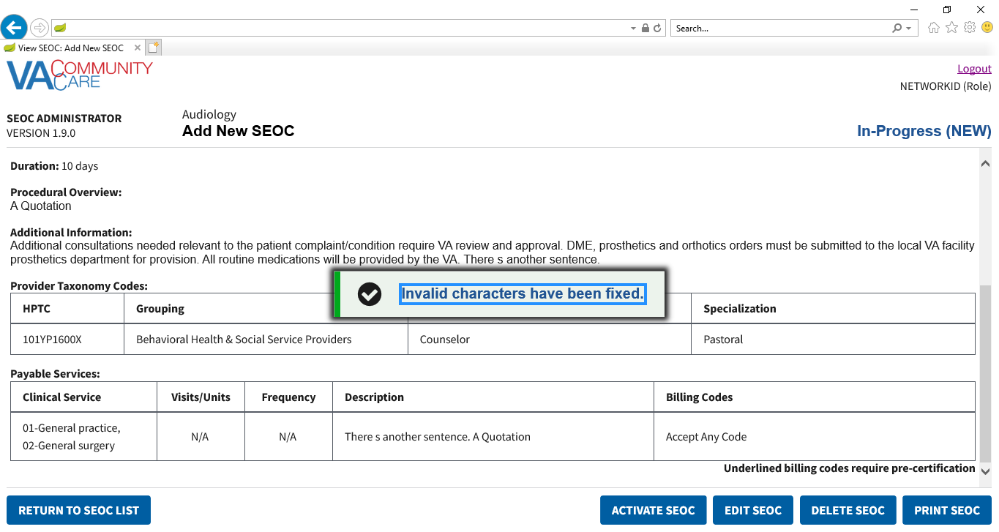 Search...
View SEOC: Add New SEOC
VA COMMUNITY CARE
Logout
NETWORKID (Role)
SEOC ADMINISTRATOR
VERSION 1.9.0
Audiology
Add New SEOC
In-Progress (NEW)
Duration: 10 days
Procedural Overview:
A Quotation
Additional Information:
Additional consultations needed relevant to the patient complaint/condition require VA review and approval. DME, prosthetics and orthotics orders must be submitted to the local VA facility
prosthetics department for provision. All routine medications will be provided by the VA. There s another sentence.
Provider Taxonomy Codes:
Invalid characters have been fixed.
HPTC Grouping Specialization
101YP1600X Behavioral Health & Social Service Providers Counselor Pastoral
Payable Services:
Clinical Service Visits/Units Frequency Description Billing Codes
01-General practice,
02-General surgery N/A N/A There s another sentence. A Quotation Accept Any Code
Underlined billing codes require pre-certification
RETURN TO SEOC LIST ACTIVATE SEOC EDIT SEOC DELETE SEOC PRINT SEOC